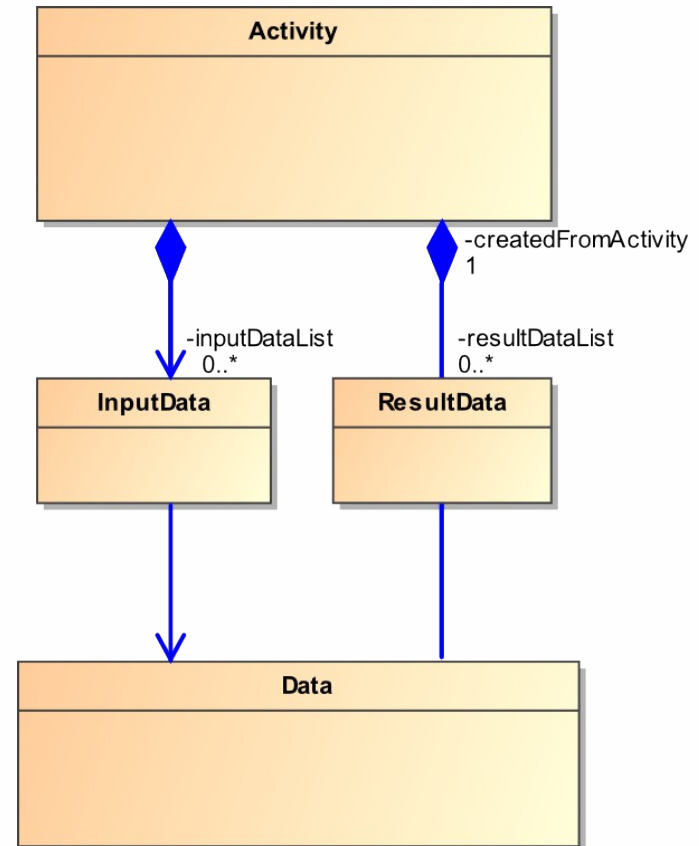 Activity
-createdFromActivity
1
-inputDataList
0..*
-resultDataList
0..*
InputData
ResultData
Data